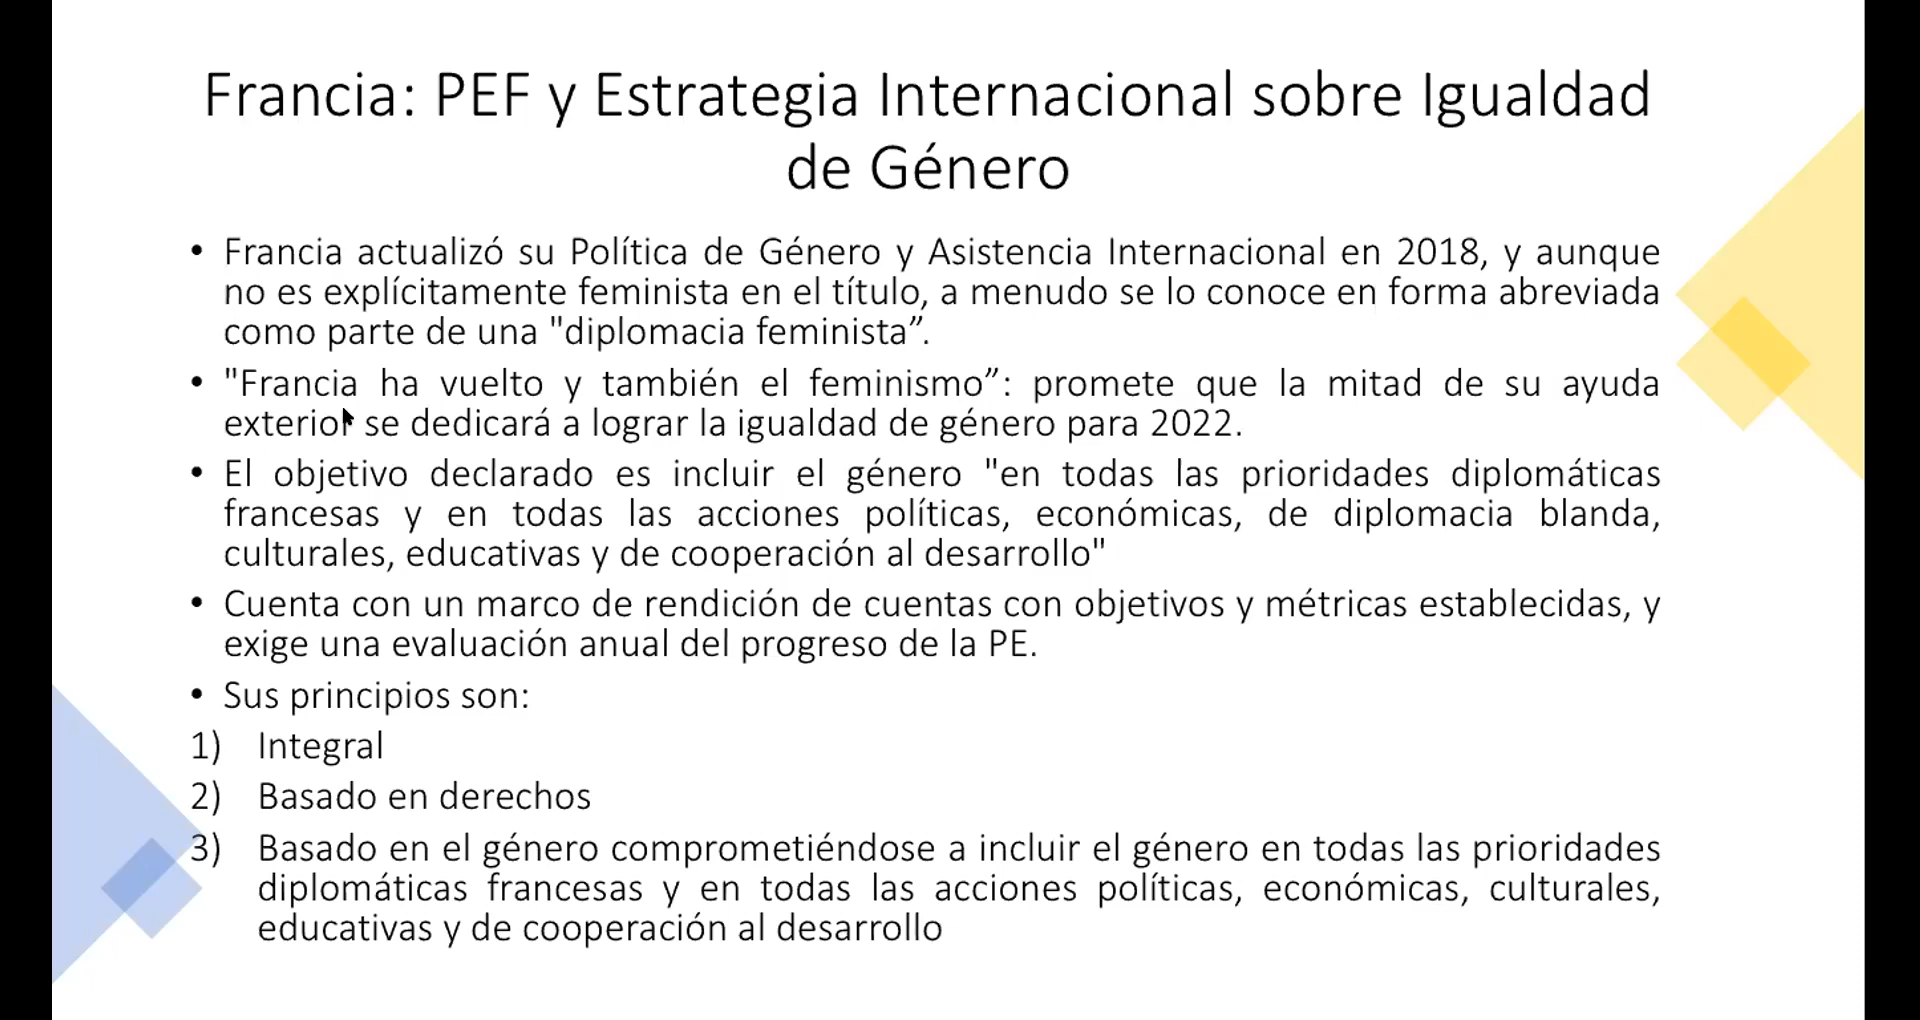 Francia: PEF y Estrategia Internacional sobre Igualdad
de Género
• Francia actualizó su Política de Género y Asistencia Internacional en 2018, y aunque
no es explícitamente feminista en el título, a menudo se lo conoce en forma abreviada
como parte de una "diplomacia feminista”.
• "Francia ha vuelto y también el feminismo”: promete que la mitad de su ayuda
exterior se dedicará a lograr la igualdad de género para 2022.
• El objetivo declarado es incluir el género "en todas las prioridades diplomáticas
francesas y en todas las acciones políticas, económicas, de diplomacia blanda,
culturales, educativas y de cooperación al desarrollo"
• Cuenta con un marco de rendición de cuentas con objetivos y métricas establecidas, y
exige una evaluación anual del progreso de la PE.
• Sus principios son:
1) Integral
2) Basado en derechos
3) Basado en el género comprometiéndose a incluir el género en todas las prioridades
diplomáticas francesas y en todas las acciones políticas, económicas, culturales,
educativas y de cooperación al desarrollo